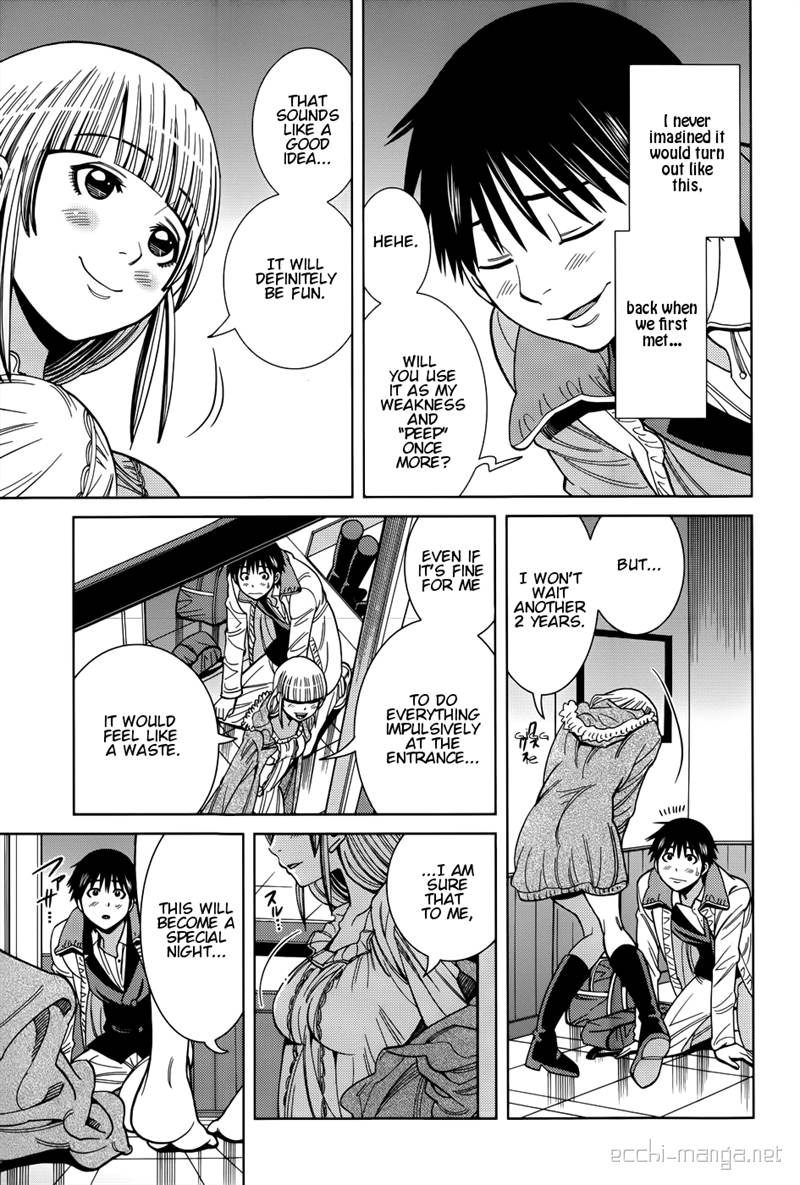 I never
imagined it
would turn
out like
this,
back when
we first
met...
HEHE.
WILL
YOU USE
IT AS MY
WEAKNESS
AND
"PEEP"
ONCE
MORE?
THAT
SOUNDS
LIKE A
GOOD
IDEA...
IT WILL
DEFINITELY
BE FUN.
BUT...
I WON'T
WAIT
ANOTHER
2 YEARS.
EVEN IF
IT'S FINE
FOR ME
TO DO
EVERYTHING
IMPULSIVELY
AT THE
ENTRANCE...
IT WOULD
FEEL LIKE
A WASTE.
...I AM
SURE
THAT
TO ME,
THIS WILL
BECOME A
SPECIAL
NIGHT...
ecchi-manga.net